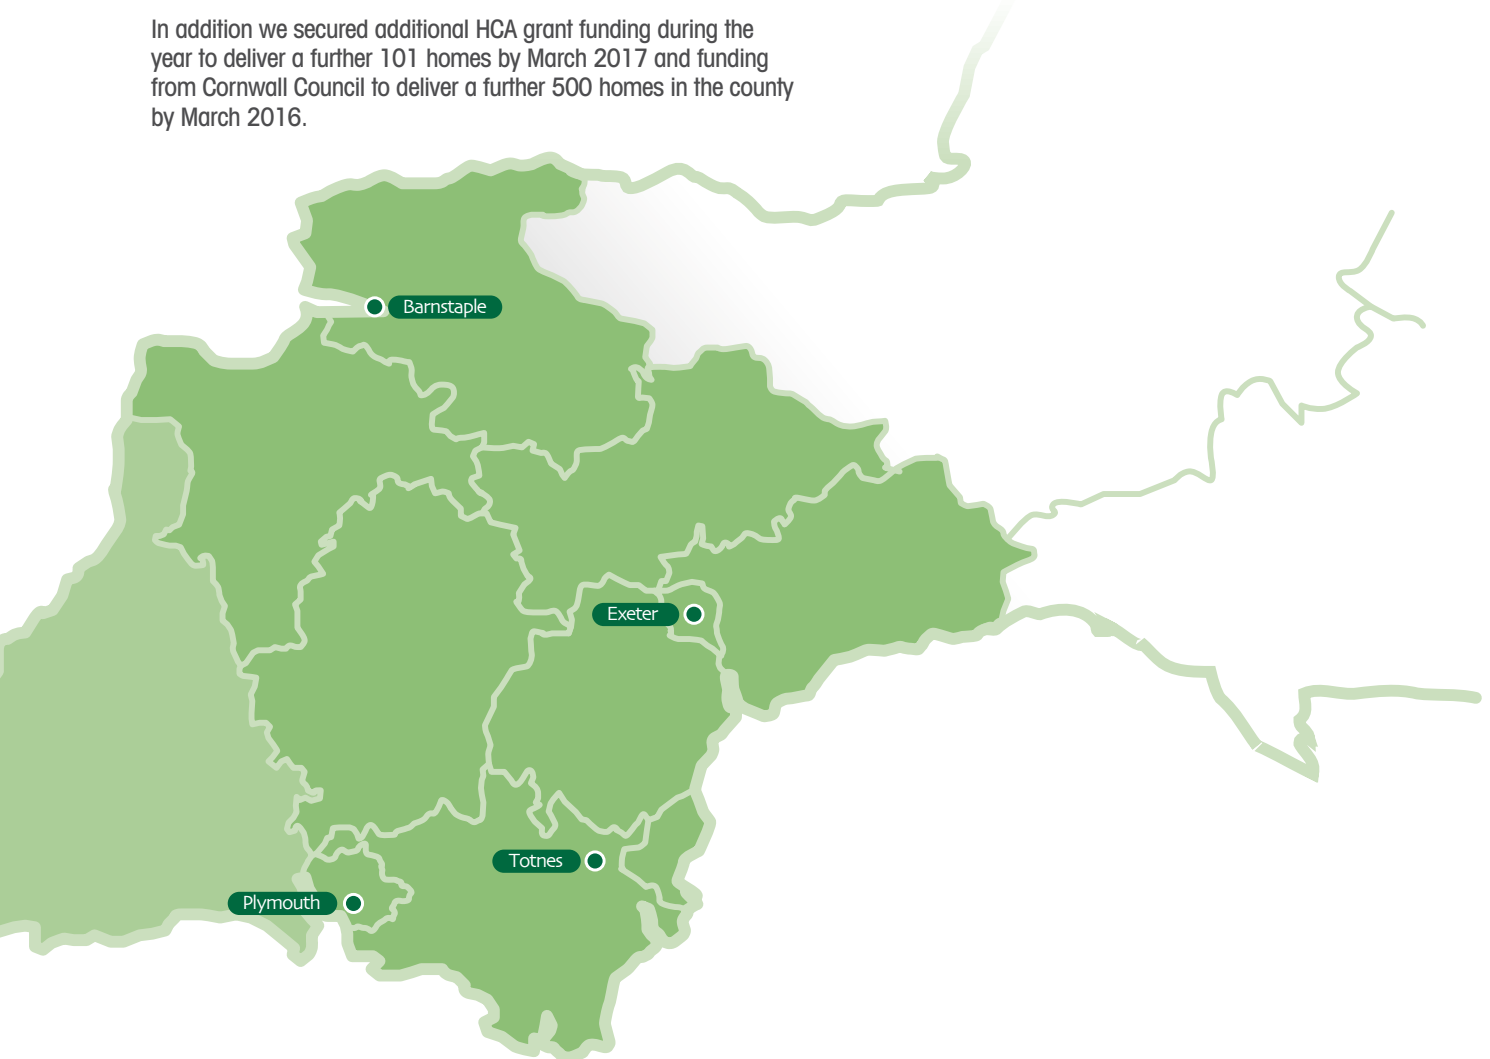 In addition we secured additional HCA grant funding during the
year to deliver a further 101 homes by March 2017 and funding
from Cornwall Council to deliver a further 500 homes in the county
by March 2016.
Barnstaple
Exeter
Totnes
Plymouth